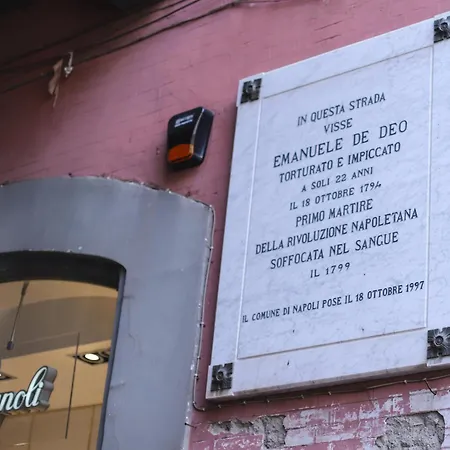 IN QUESTA STRADA
VISSE
EMANUELE DE DEO
TORTURATO E IMPICCATO
A SOLI 22 ANNI
IL 18 OTTOBRE 1794
PRIMO MARTIRE
DELLA RIVOLUZIONE NAPOLETANA
SOFFOCATA NEL SANGUE
IL 1799
IL COMUNE DI NAPOLI POSE IL 18 OTTOBRE 1997
noli